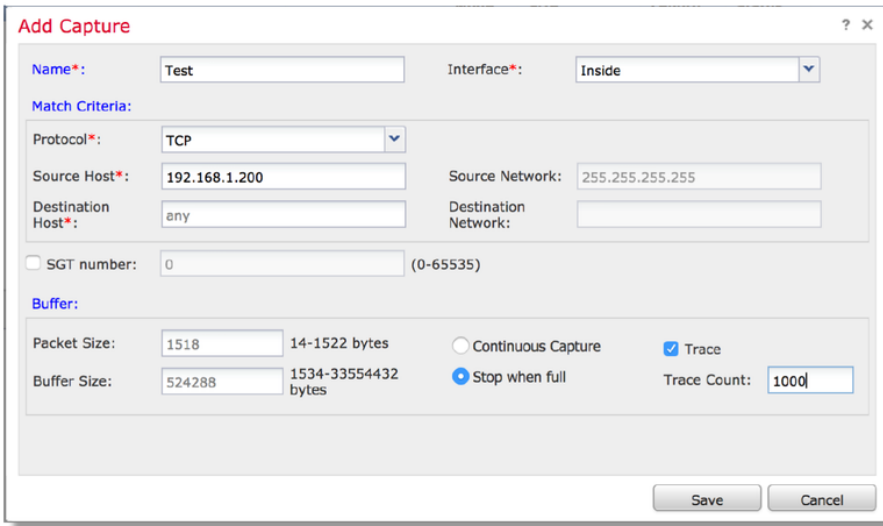 Add Capture
? ×
Name*: Test Interface*: Inside
Match Criteria:
Protocol*: TCP
Source Host*: 192.168.1.200 Source Network: 255.255.255.255
Destination Host*: any Destination Network:
SGT number: 0 (0-65535)
Buffer:
Packet Size: 1518 14-1522 bytes Continuous Capture Trace
Buffer Size: 524288 1534-33554432 bytes Stop when full Trace Count: 1000
Save Cancel